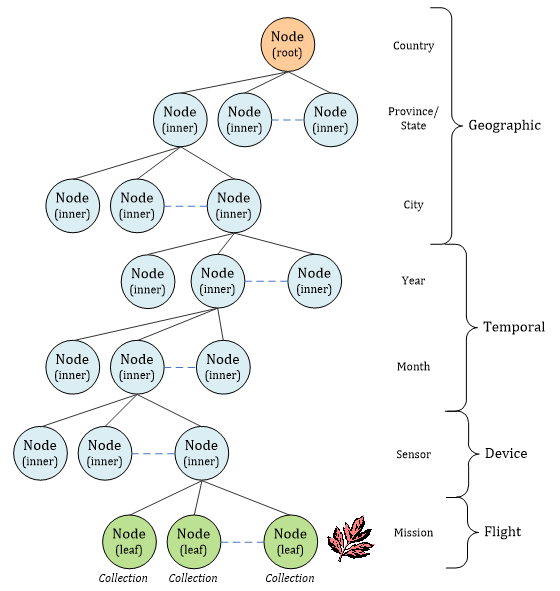 Node
(root)
Country
Node
(inner)
Node
(inner)
Node
(inner)
Province/
State
Geographic
Node
(inner)
Node
(inner)
Node
(inner)
City
Node
(inner)
Node
(inner)
Node
(inner)
Year
Temporal
Node
(inner)
Node
(inner)
Node
(inner)
Month
Node
(inner)
Node
(inner)
Node
(inner)
Sensor
Device
Node
(leaf)
Node
(leaf)
Node
(leaf)
Mission
Flight
Collection
Collection
Collection